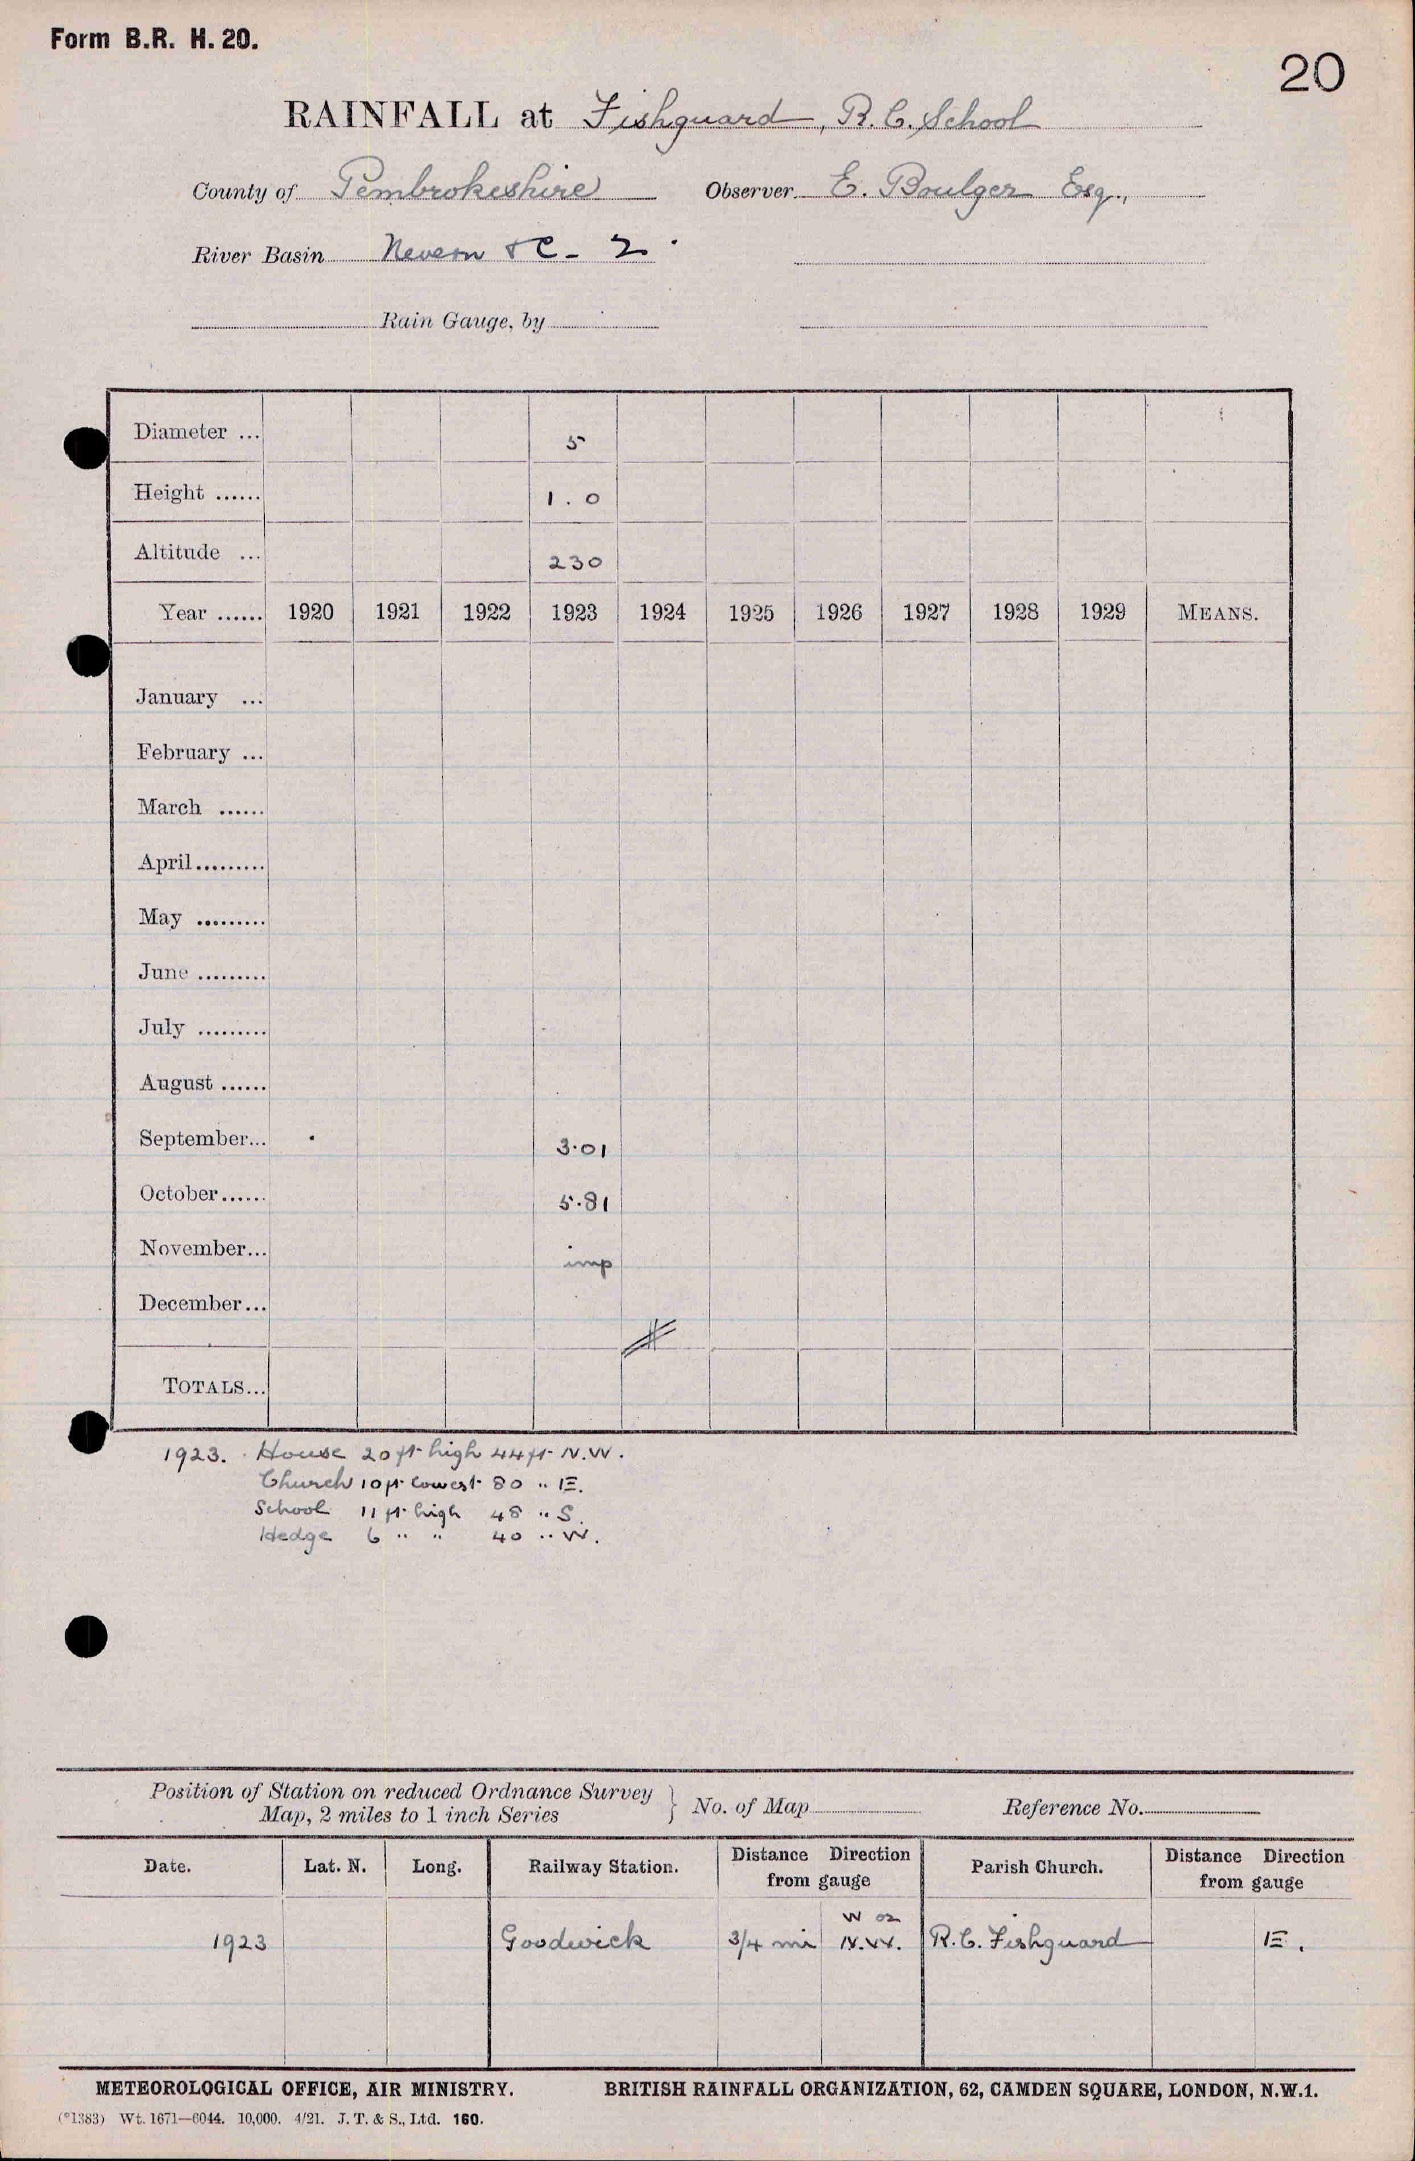 Form B.R. H. 20.
20
RAINFALL at Fishguard, R.C. School
County of Pembrokeshire Observer E. Boulger Esq.,
River Basin Nevern & C - 2
Rain Gauge, by
Diameter ... 5
Height ...... 1.0
Altitude ... 230
Year ...... 1920 1921 1922 1923 1924 1925 1926 1927 1928 1929 MEANS.
January ...
February ...
March ......
April.........
May .........
June .........
July .........
August ......
September... 3.01
October...... 5.81
November... imp
December...
TOTALS...
1923. House 20 ft high 44 ft N.W.
Church 10 ft lowest 80 " E.
School 11 ft high 48 " S.
Hedge 6 " " 40 " W.
Position of Station on reduced Ordnance Survey
Map, 2 miles to 1 inch Series } No. of Map Reference No.
Date. Lat. N. Long. Railway Station. Distance Direction from gauge Parish Church. Distance Direction from gauge
1923 Goodwick 3/4 mi W or N.W. R.C. Fishguard E.
METEOROLOGICAL OFFICE, AIR MINISTRY. BRITISH RAINFALL ORGANIZATION, 62, CAMDEN SQUARE, LONDON, N.W.1.
(*1383) Wt. 1671—6044. 10,000. 4/21. J. T. & S., Ltd. 160.